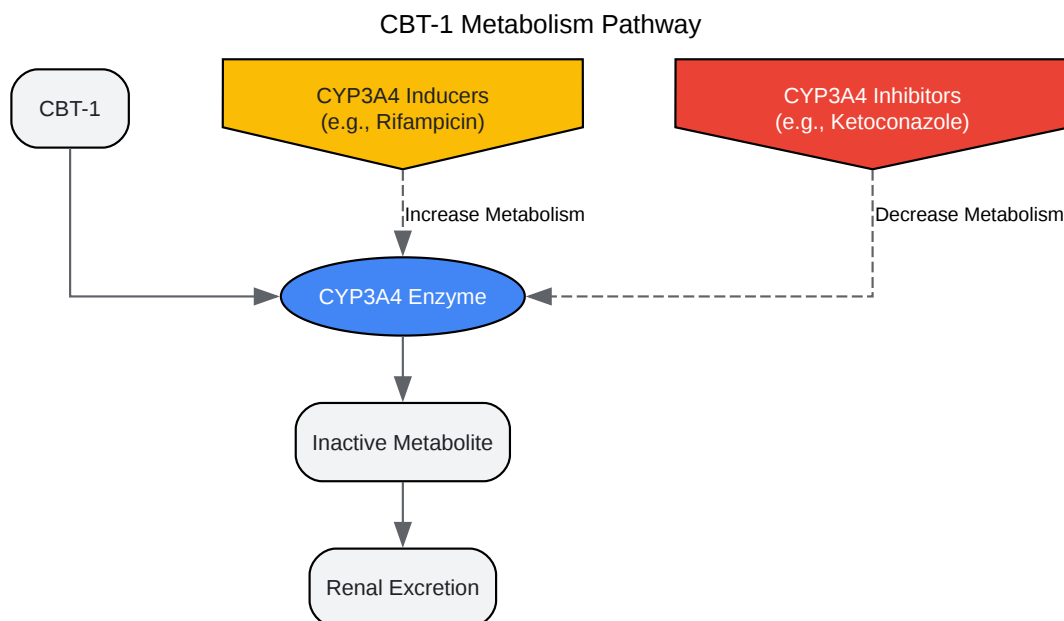 CBT-1 Metabolism Pathway
CBT-1
CYP3A4 Inducers
(e.g., Rifampicin)
CYP3A4 Inhibitors
(e.g., Ketoconazole)
Increase Metabolism
Decrease Metabolism
CYP3A4 Enzyme
Inactive Metabolite
Renal Excretion